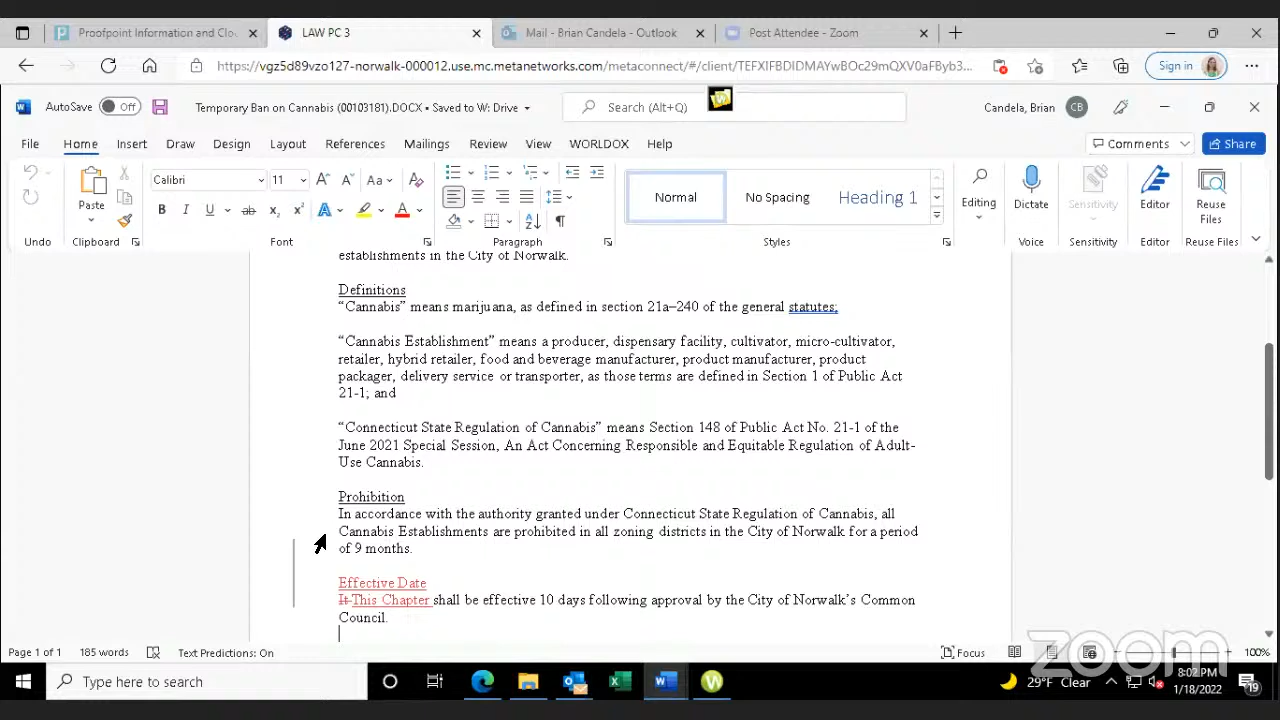 Proofpoint Information and Clo
LAW PC 3
Mail - Brian Candela - Outlook
Post Attendee - Zoom
https://vgz5d89vzo127-norwalk-000012.use.mc.metanetworks.com/metaconnect/#/client/TEFXIFBDIDMAYwBOc29mQXV0aFByb3...
Sign in
AutoSave Off
Temporary Ban on Cannabis (00103181).DOCX • Saved to W: Drive
Search (Alt+Q)
Candela, Brian CB
File Home Insert Draw Design Layout References Mailings Review View WORLDOX Help
Comments Share
Paste
Calibri 11
Normal No Spacing Heading 1
Editing Dictate Sensitivity Editor Reuse Files
Undo Clipboard Font Paragraph Styles Voice Sensitivity Editor Reuse Files
establishments in the City of Norwalk.
Definitions
“Cannabis” means marijuana, as defined in section 21a–240 of the general statutes;
“Cannabis Establishment” means a producer, dispensary facility, cultivator, micro-cultivator,
retailer, hybrid retailer, food and beverage manufacturer, product manufacturer, product
packager, delivery service or transporter, as those terms are defined in Section 1 of Public Act
21-1; and
“Connecticut State Regulation of Cannabis” means Section 148 of Public Act No. 21-1 of the
June 2021 Special Session, An Act Concerning Responsible and Equitable Regulation of Adult-
Use Cannabis.
Prohibition
In accordance with the authority granted under Connecticut State Regulation of Cannabis, all
Cannabis Establishments are prohibited in all zoning districts in the City of Norwalk for a period
of 9 months.
Effective Date
It This Chapter shall be effective 10 days following approval by the City of Norwalk’s Common
Council.
Page 1 of 1 185 words Text Predictions: On
Focus 100%
zoom
Type here to search
29°F Clear
8:02 PM
1/18/2022
19